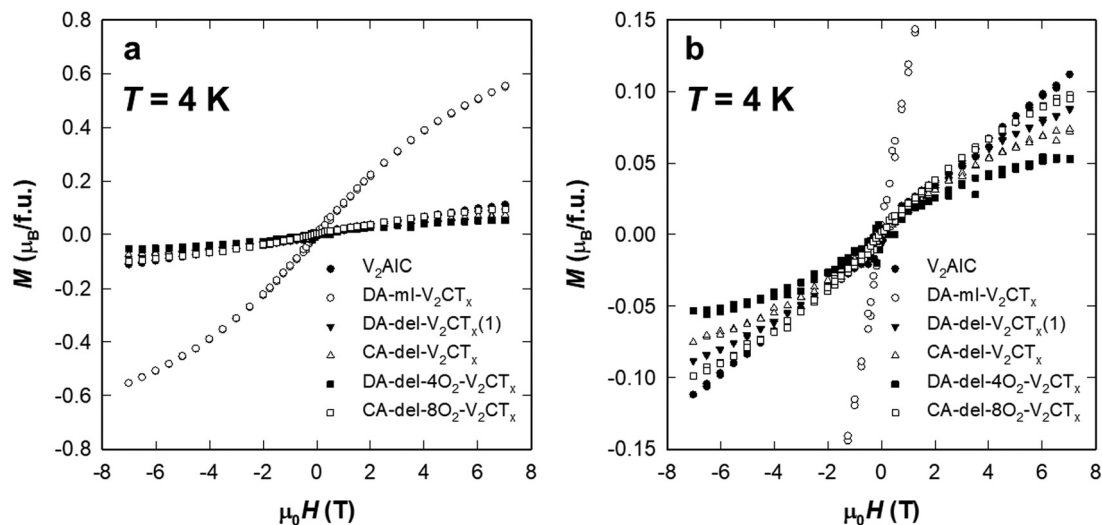 a
T = 4 K
M (μB/f.u.)
0.8
0.6
0.4
0.2
0.0
-0.2
-0.4
-0.6
-0.8
V2AlC
DA-ml-V2CTx
DA-del-V2CTx(1)
CA-del-V2CTx
DA-del-4O2-V2CTx
CA-del-8O2-V2CTx
-8 -6 -4 -2 0 2 4 6 8
μ0H (T)
b
T = 4 K
M (μB/f.u.)
0.15
0.10
0.05
0.00
-0.05
-0.10
-0.15
V2AlC
DA-ml-V2CTx
DA-del-V2CTx(1)
CA-del-V2CTx
DA-del-4O2-V2CTx
CA-del-8O2-V2CTx
-8 -6 -4 -2 0 2 4 6 8
μ0H (T)